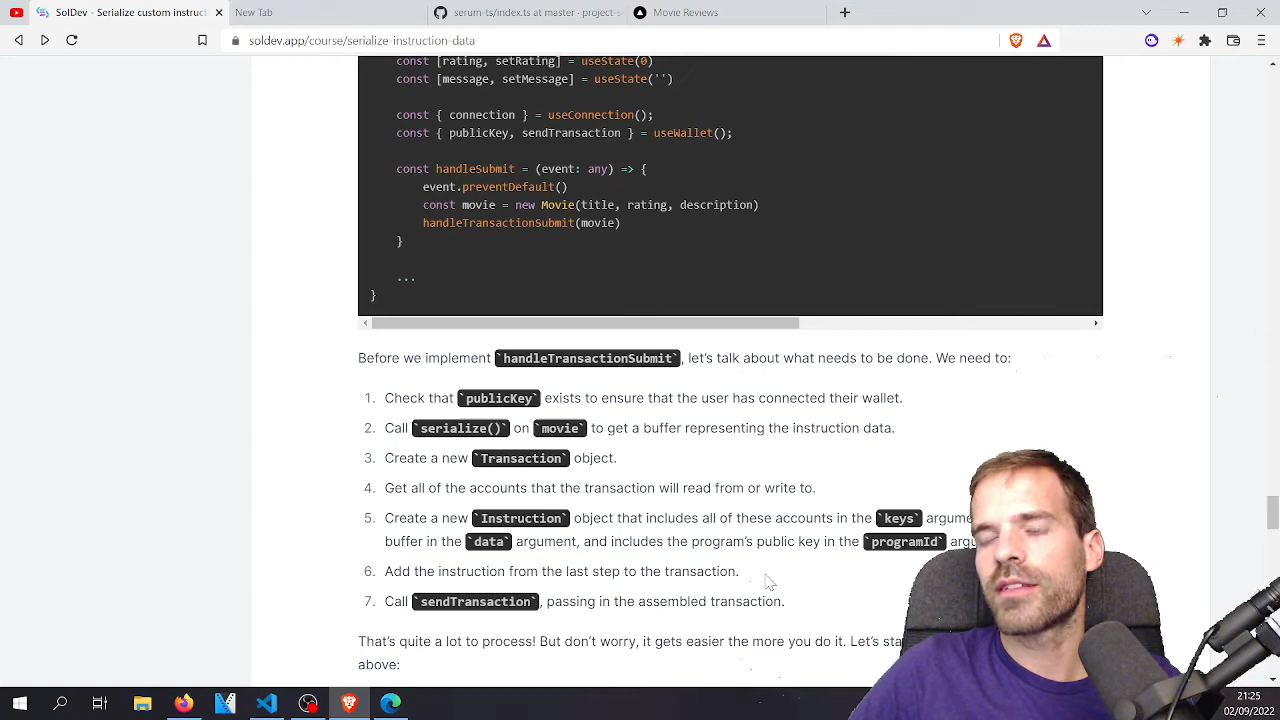 SolDev – Serialize custom instruct
New Tab
serum-ts/index.ts at master · project-s
Movie Reviews
soldev.app/course/serialize-instruction-data
const [rating, setRating] = useState(0)
const [message, setMessage] = useState('')
const { connection } = useConnection();
const { publicKey, sendTransaction } = useWallet();
const handleSubmit = (event: any) => {
event.preventDefault()
const movie = new Movie(title, rating, description)
handleTransactionSubmit(movie)
}
...
}
Before we implement `handleTransactionSubmit`, let's talk about what needs to be done. We need to:
1. Check that `publicKey` exists to ensure that the user has connected their wallet.
2. Call `serialize()` on `movie` to get a buffer representing the instruction data.
3. Create a new `Transaction` object.
4. Get all of the accounts that the transaction will read from or write to.
5. Create a new `Instruction` object that includes all of these accounts in the `keys` argume
buffer in the `data` argument, and includes the program's public key in the `programId` argu
6. Add the instruction from the last step to the transaction.
7. Call `sendTransaction`, passing in the assembled transaction.
That's quite a lot to process! But don't worry, it gets easier the more you do it. Let's sta
above:
21:25
02/09/2022